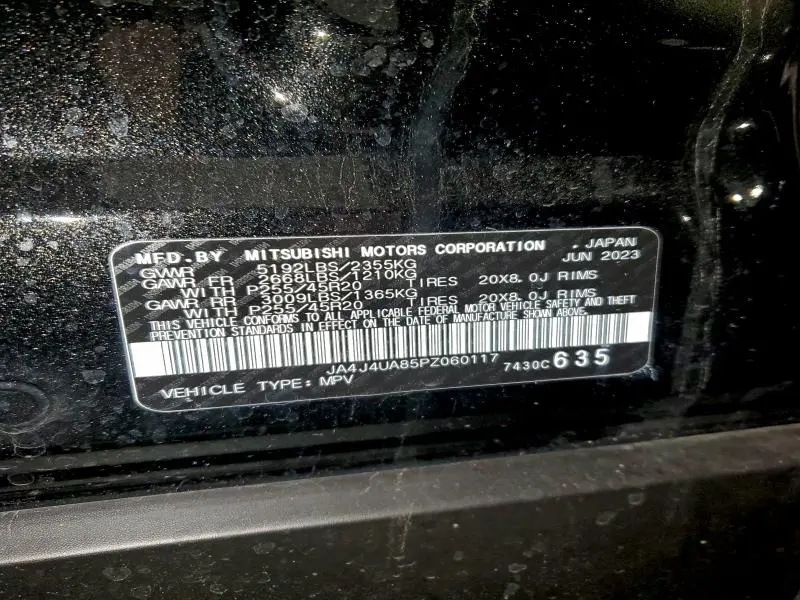 MFD.BY MITSUBISHI MOTORS CORPORATION JAPAN
GVWR 5192LBS/2355KG JUN 2023
GAWR FR 2668LBS/1210KG
WITH P255/45R20 TIRES 20X8.0J RIMS
GAWR RR 3009LBS/1365KG
WITH P255/45R20 TIRES 20X8.0J RIMS
THIS VEHICLE CONFORMS TO ALL APPLICABLE FEDERAL MOTOR VEHICLE SAFETY AND THEFT
PREVENTION STANDARDS IN EFFECT ON THE DATE OF MANUFACTURE SHOWN ABOVE.
JA4J4UA85PZ060117 7430C 635
VEHICLE TYPE: MPV